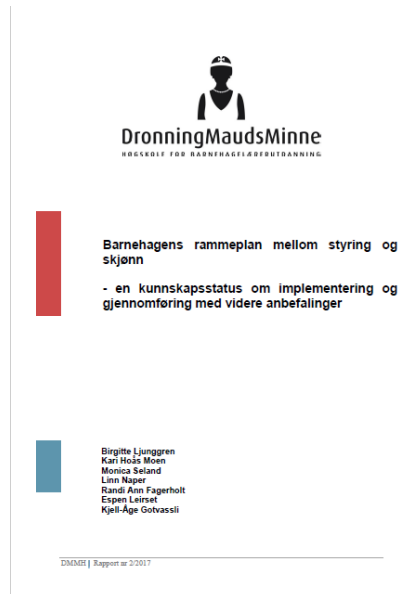 DronningMaudsMinne
HØGSKOLE FOR BARNEHAGELÆRERUTDANNING
Barnehagens rammeplan mellom styring og
skjønn
- en kunnskapsstatus om implementering og
gjennomføring med videre anbefalinger
Birgitte Ljunggren
Kari Hoås Moen
Monica Seland
Linn Naper
Randi Ann Fagerholt
Espen Leirset
Kjell-Åge Gotvassli
DMMH | Rapport nr 2/2017